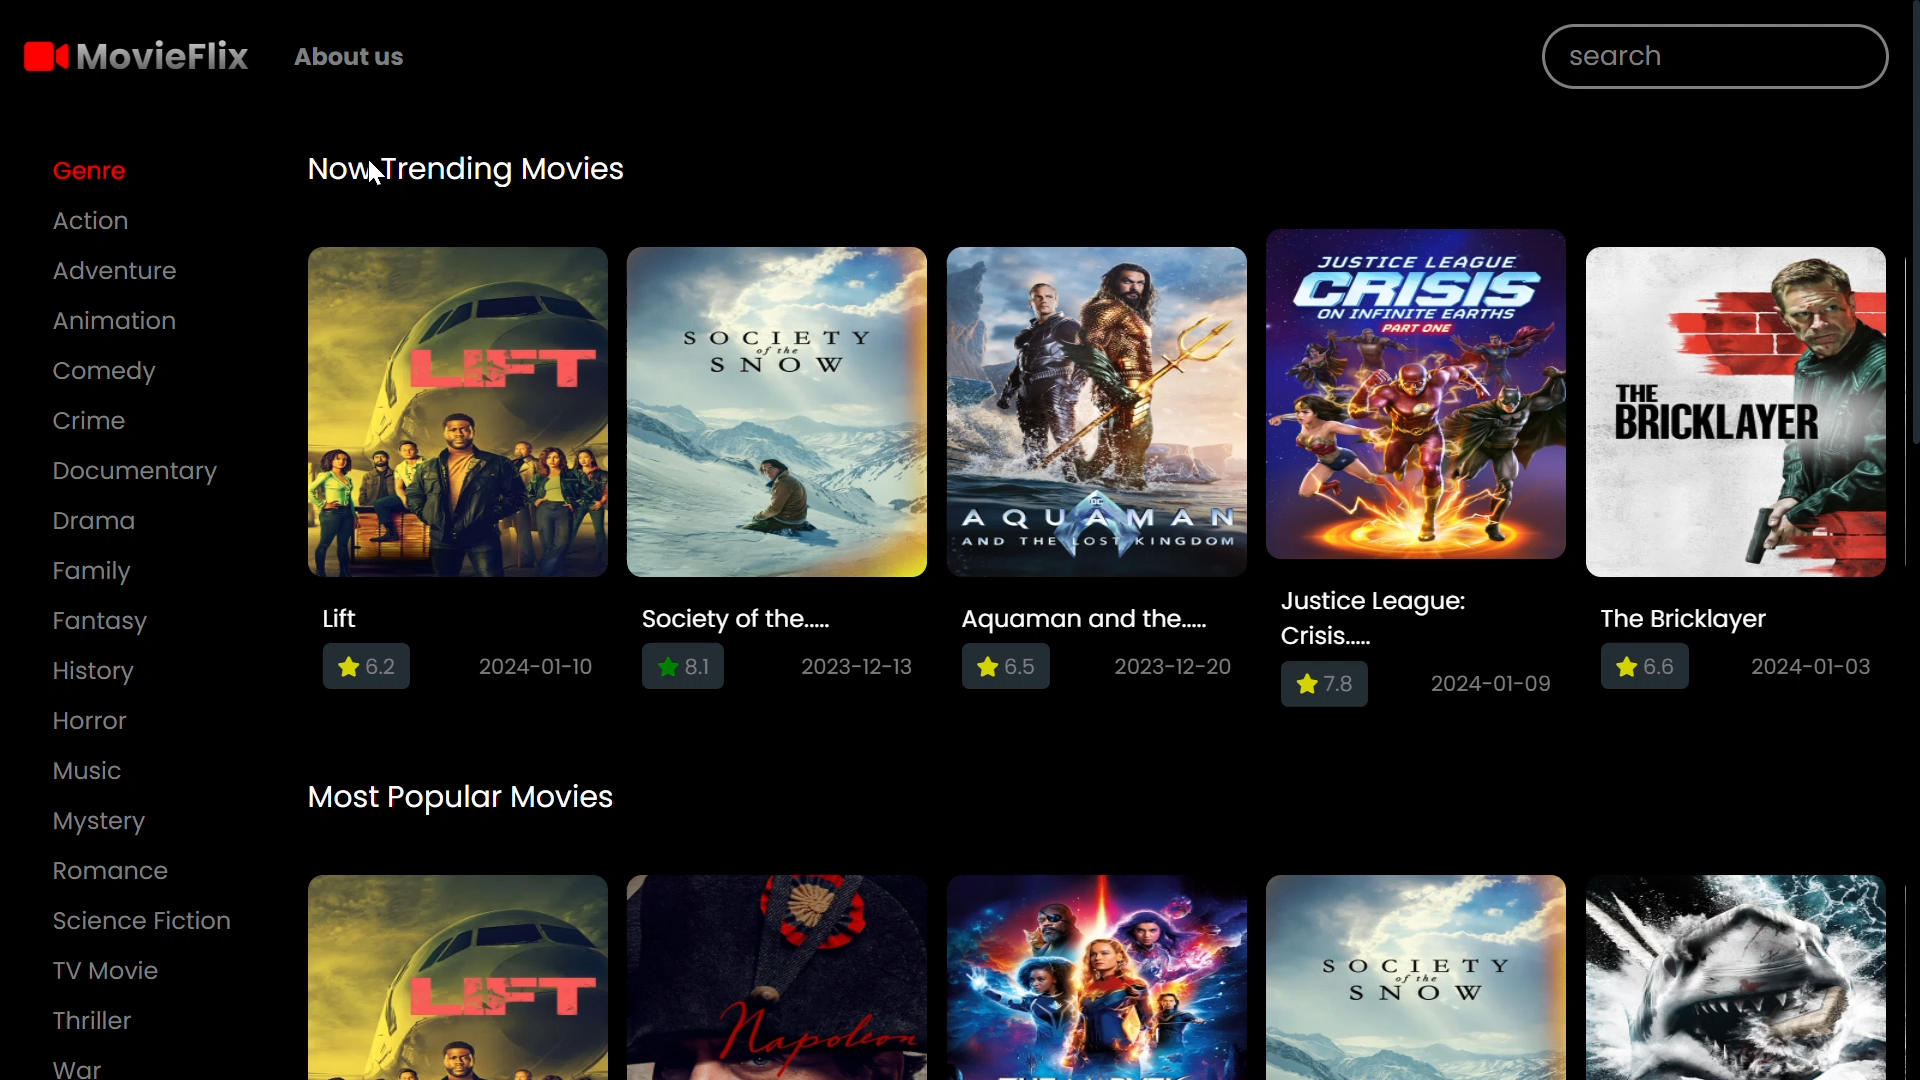 MovieFlix
About us
search
Genre
Action
Adventure
Animation
Comedy
Crime
Documentary
Drama
Family
Fantasy
History
Horror
Music
Mystery
Romance
Science Fiction
TV Movie
Thriller
War
Now Trending Movies
LIFT
SOCIETY
of the
SNOW
DC
AQUAMAN
AND THE LOST KINGDOM
JUSTICE LEAGUE
CRISIS
ON INFINITE EARTHS
PART ONE
THE
BRICKLAYER
Lift
6.2 2024-01-10
Society of the.....
8.1 2023-12-13
Aquaman and the.....
6.5 2023-12-20
Justice League:
Crisis.....
7.8 2024-01-09
The Bricklayer
6.6 2024-01-03
Most Popular Movies
LIFT
Napoleon
SOCIETY
of the
SNOW